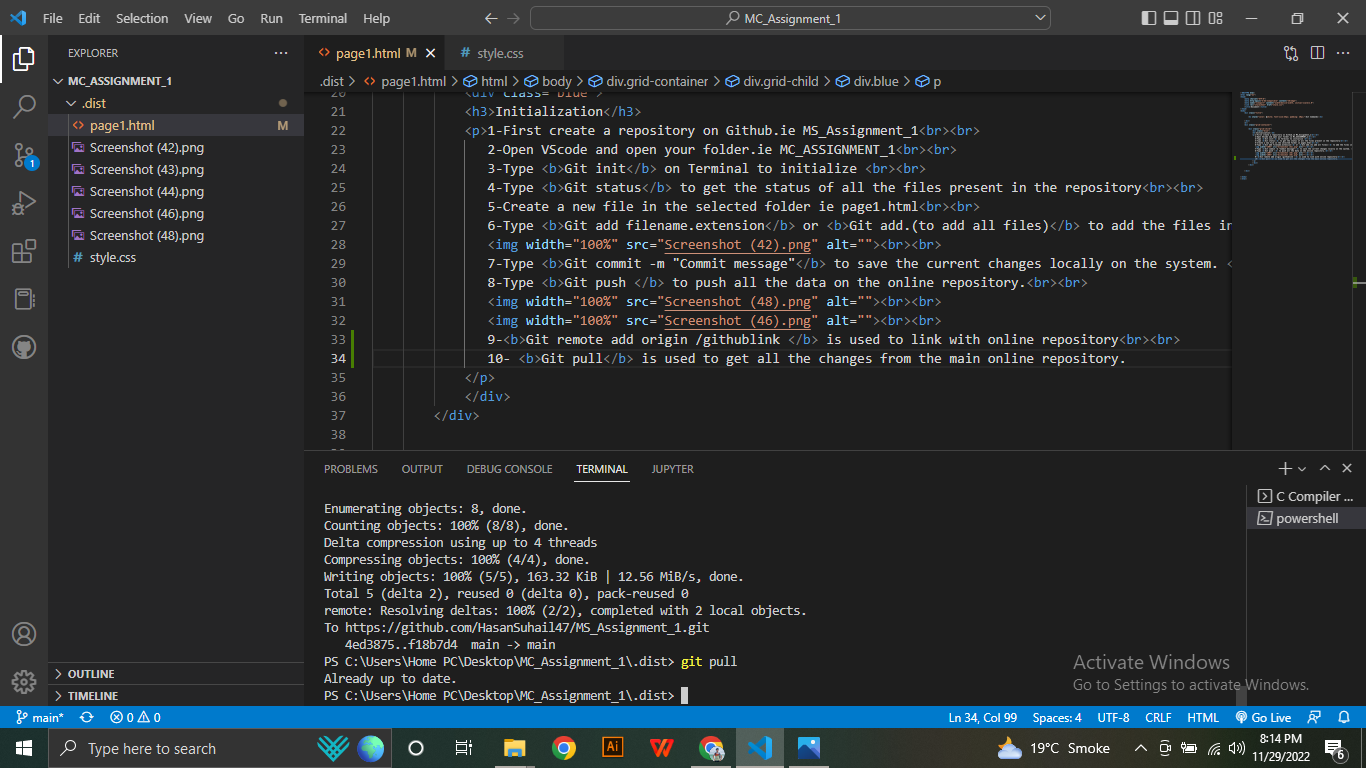 File Edit Selection View Go Run Terminal Help MC_Assignment_1
EXPLORER
MC_ASSIGNMENT_1
.dist
page1.html M
Screenshot (42).png
Screenshot (43).png
Screenshot (44).png
Screenshot (46).png
Screenshot (48).png
style.css
OUTLINE
TIMELINE
1
page1.html M
style.css
.dist > page1.html > html > body > div.grid-container > div.grid-child > div.blue > p
20 <div class="blue">
21 <h3>Initialization</h3>
22 <p>1-First create a repository on Github.ie MS_Assignment_1<br><br>
23 2-Open VSCode and open your folder.ie MC_ASSIGNMENT_1<br><br>
24 3-Type <b>Git init</b> on Terminal to initialize <br><br>
25 4-Type <b>Git status</b> to get the status of all the files present in the repository<br><br>
26 5-Create a new file in the selected folder ie page1.html<br><br>
27 6-Type <b>Git add filename.extension</b> or <b>Git add.(to add all files)</b> to add the files in
28 <img width="100%" src="Screenshot (42).png" alt=""><br><br>
29 7-Type <b>Git commit -m "Commit message"</b> to save the current changes locally on the system. <
30 8-Type <b>Git push </b> to push all the data on the online repository.<br><br>
31 <img width="100%" src="Screenshot (48).png" alt=""><br><br>
32 <img width="100%" src="Screenshot (46).png" alt=""><br><br>
33 9-<b>Git remote add origin /githublink </b> is used to link with online repository<br><br>
34 10- <b>Git pull</b> is used to get all the changes from the main online repository.
35 </p>
36 </div>
37 </div>
38
PROBLEMS OUTPUT DEBUG CONSOLE TERMINAL JUPYTER
C Compiler ...
powershell
Enumerating objects: 8, done.
Counting objects: 100% (8/8), done.
Delta compression using up to 4 threads
Compressing objects: 100% (4/4), done.
Writing objects: 100% (5/5), 163.32 KiB | 12.56 MiB/s, done.
Total 5 (delta 2), reused 0 (delta 0), pack-reused 0
remote: Resolving deltas: 100% (2/2), completed with 2 local objects.
To https://github.com/HasanSuhail47/MS_Assignment_1.git
4ed3875..f18b7d4 main -> main
PS C:\Users\Home PC\Desktop\MC_Assignment_1\.dist> git pull
Already up to date.
PS C:\Users\Home PC\Desktop\MC_Assignment_1\.dist>
Activate Windows
Go to Settings to activate Windows.
main* 0 0 Ln 34, Col 99 Spaces: 4 UTF-8 CRLF HTML Go Live
Type here to search
Ai
19°C Smoke
8:14 PM
11/29/2022
6